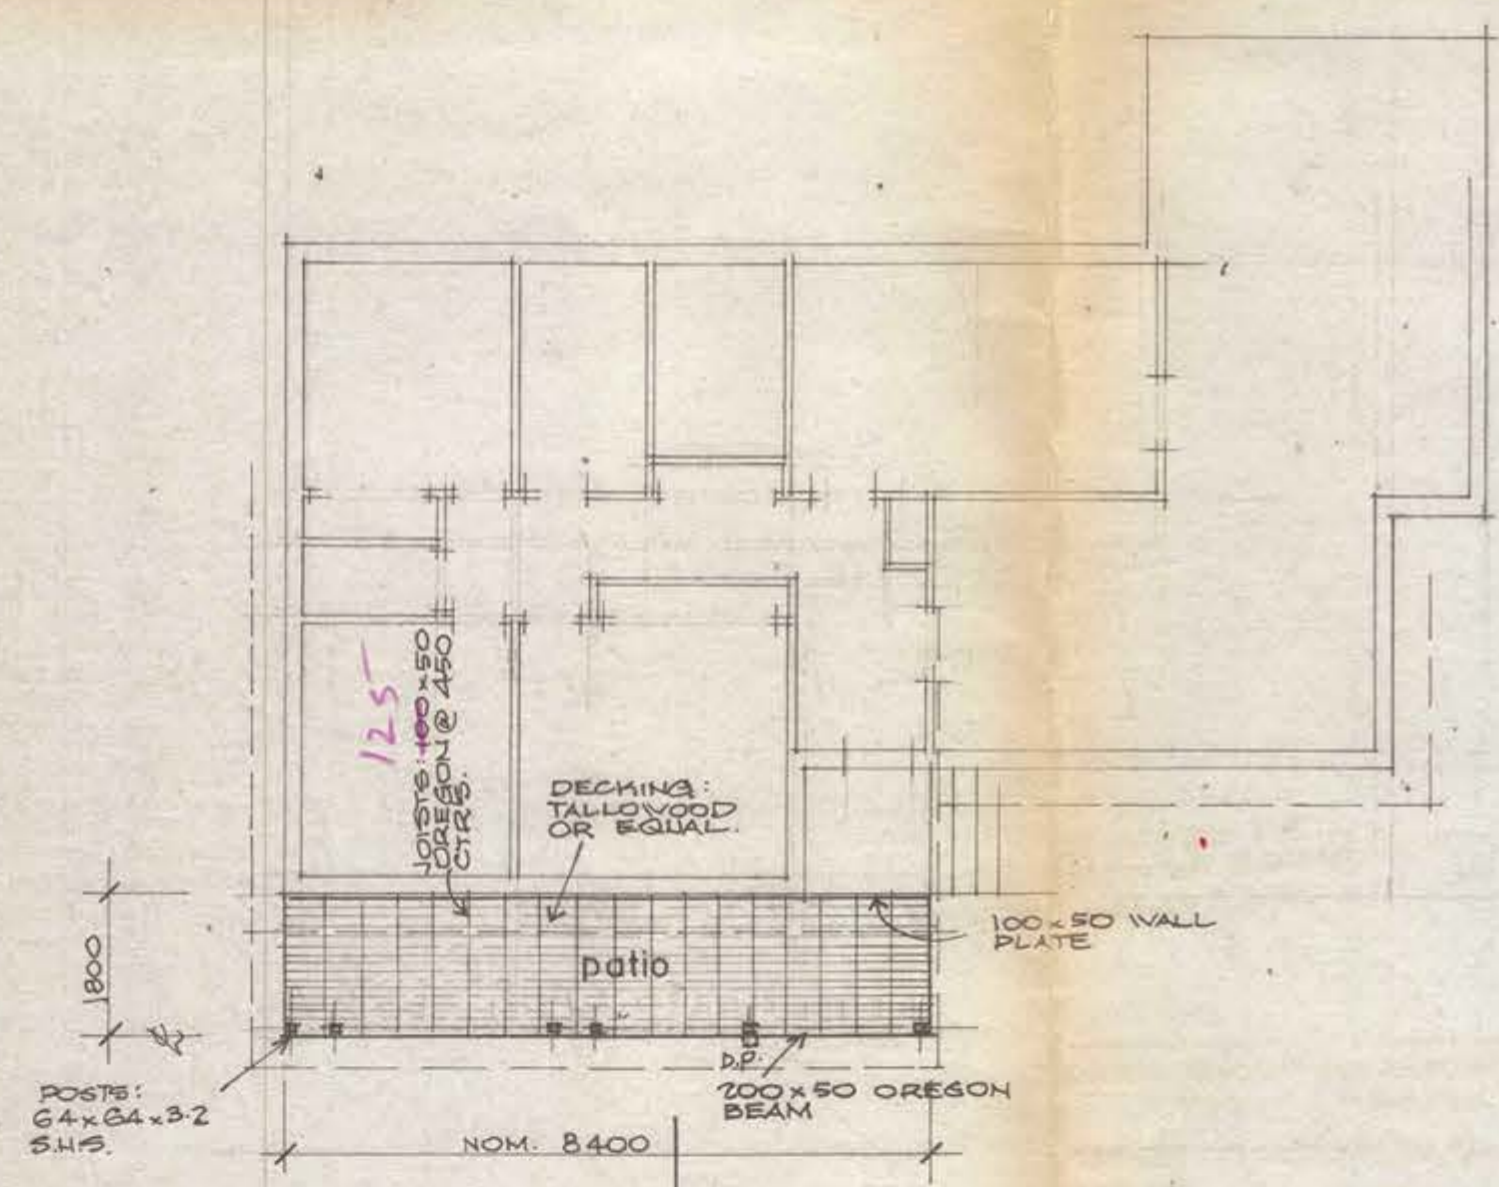 125
JOISTS: 100 x 50
OREGON @ 450
CTRS.
DECKING:
TALLOWOOD
OR EQUAL.
1800
patio
100 x 50 WALL
PLATE
POSTS:
64 x 64 x 3.2
S.H.S.
D.P.
200 x 50 OREGON
BEAM
NOM. 8400